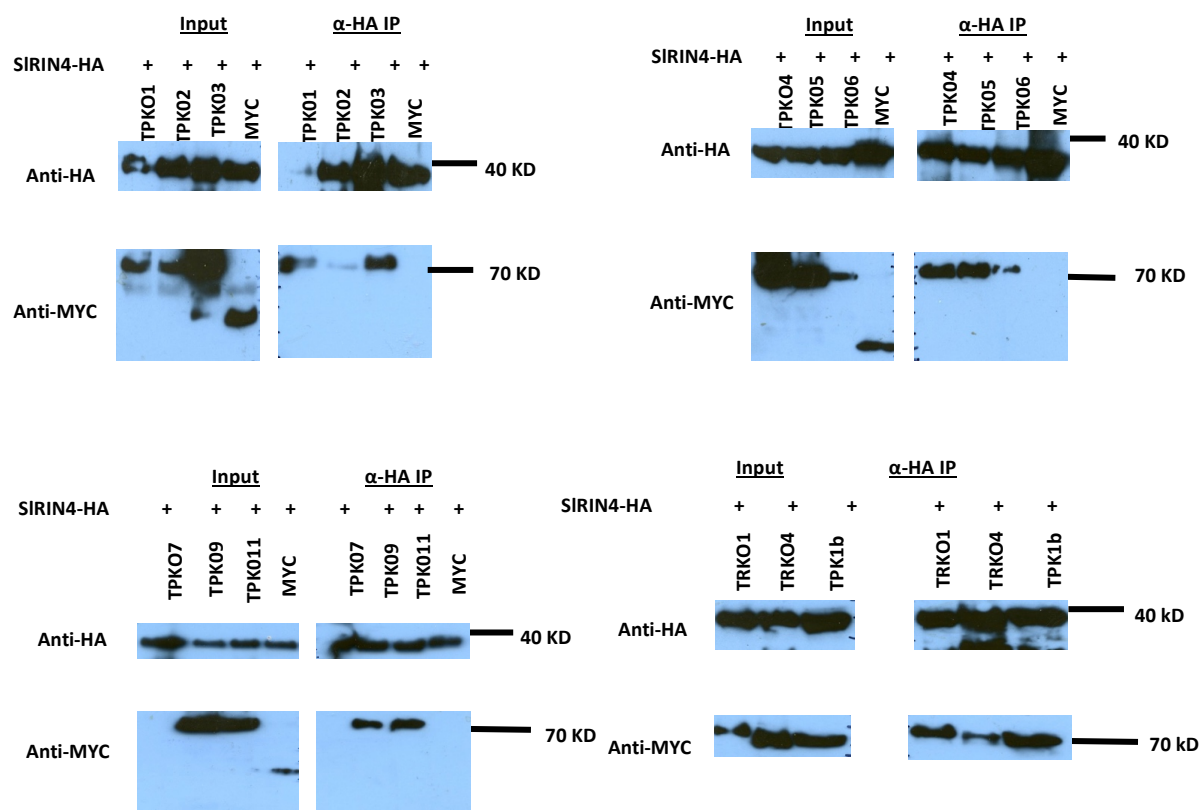 Input α-HA IP
SlRIN4-HA + + + + + + + +
TPKO1 TPK02 TPK03 MYC TPK01 TPK02 TPK03 MYC
Anti-HA 40 KD
Anti-MYC 70 KD
Input α-HA IP
SlRIN4-HA + + + + + + + +
TPKO4 TPK05 TPK06 MYC TPK04 TPK05 TPK06 MYC
Anti-HA 40 KD
Anti-MYC 70 KD
Input α-HA IP
SlRIN4-HA + + + + + + + +
TPKO7 TPK09 TPK011 MYC TPK07 TPK09 TPK011 MYC
Anti-HA 40 KD
Anti-MYC 70 KD
Input α-HA IP
SlRIN4-HA + + + + + +
TRKO1 TRKO4 TPK1b TRKO1 TRKO4 TPK1b
Anti-HA 40 kD
Anti-MYC 70 kD